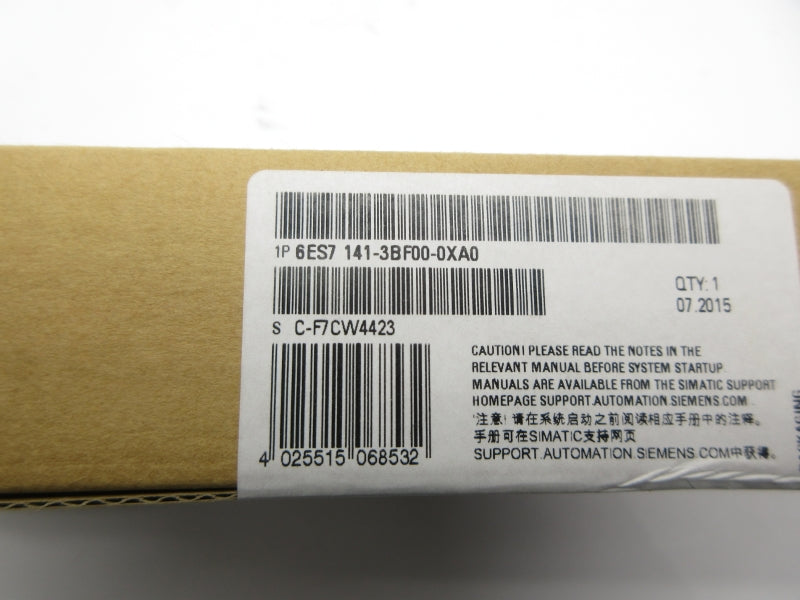 1P 6ES7 141-3BF00-0XA0
QTY: 1
07.2015
S C-F7CW4423
CAUTION! PLEASE READ THE NOTES IN THE
RELEVANT MANUAL BEFORE SYSTEM STARTUP.
MANUALS ARE AVAILABLE FROM THE SIMATIC SUPPORT
HOMEPAGE SUPPORT.AUTOMATION.SIEMENS.COM
注意! 请在系统启动之前阅读相应手册中的注释。
手册可在SIMATIC支持网页
SUPPORT.AUTOMATION.SIEMENS.COM中获得。
4 025515 068532